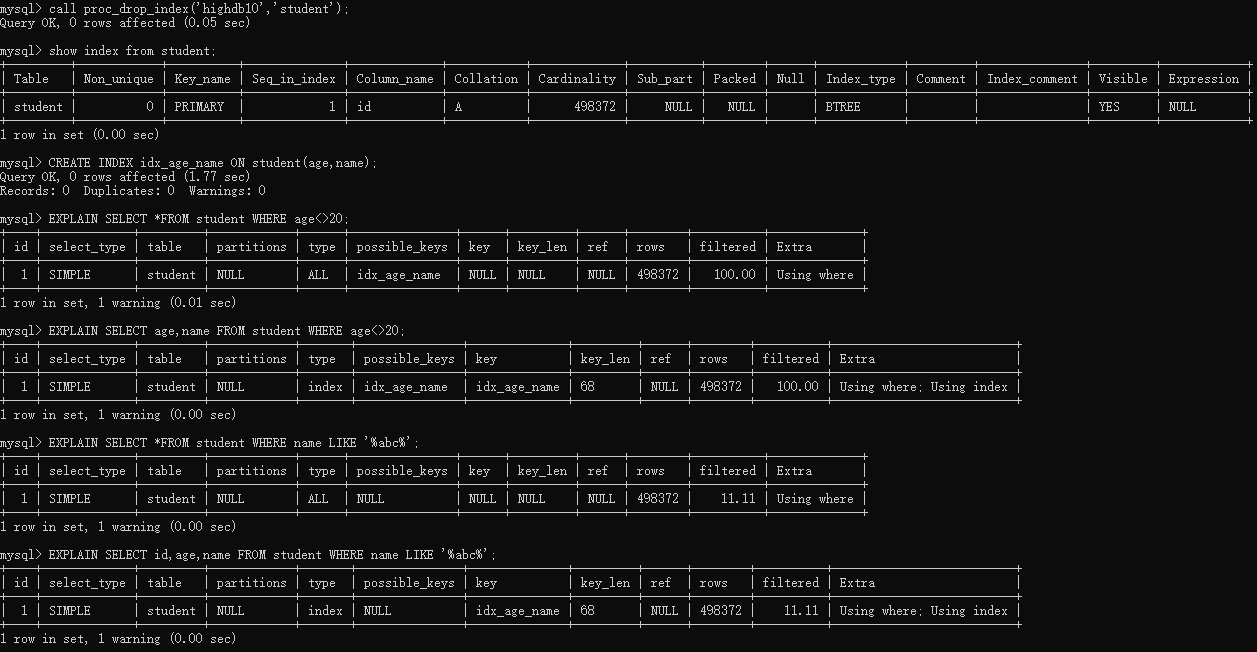 mysql> call proc_drop_index('highdb10','student');
Query OK, 0 rows affected (0.05 sec)
mysql> show index from student;
| Table | Non_unique | Key_name | Seq_in_index | Column_name | Collation | Cardinality | Sub_part | Packed | Null | Index_type | Comment | Index_comment | Visible | Expression |
| student | 0 | PRIMARY | 1 | id | A | 498372 | NULL | NULL | | BTREE | | | YES | NULL |
1 row in set (0.00 sec)
mysql> CREATE INDEX idx_age_name ON student(age,name);
Query OK, 0 rows affected (1.77 sec)
Records: 0  Duplicates: 0  Warnings: 0
mysql> EXPLAIN SELECT *FROM student WHERE age<>20;
| id | select_type | table | partitions | type | possible_keys | key | key_len | ref | rows | filtered | Extra |
| 1 | SIMPLE | student | NULL | ALL | idx_age_name | NULL | NULL | NULL | 498372 | 100.00 | Using where |
1 row in set, 1 warning (0.01 sec)
mysql> EXPLAIN SELECT age,name FROM student WHERE age<>20;
| id | select_type | table | partitions | type | possible_keys | key | key_len | ref | rows | filtered | Extra |
| 1 | SIMPLE | student | NULL | index | idx_age_name | idx_age_name | 68 | NULL | 498372 | 100.00 | Using where; Using index |
1 row in set, 1 warning (0.00 sec)
mysql> EXPLAIN SELECT *FROM student WHERE name LIKE '%abc%';
| id | select_type | table | partitions | type | possible_keys | key | key_len | ref | rows | filtered | Extra |
| 1 | SIMPLE | student | NULL | ALL | NULL | NULL | NULL | NULL | 498372 | 11.11 | Using where |
1 row in set, 1 warning (0.00 sec)
mysql> EXPLAIN SELECT id,age,name FROM student WHERE name LIKE '%abc%';
| id | select_type | table | partitions | type | possible_keys | key | key_len | ref | rows | filtered | Extra |
| 1 | SIMPLE | student | NULL | index | NULL | idx_age_name | 68 | NULL | 498372 | 11.11 | Using where; Using index |
1 row in set, 1 warning (0.00 sec)